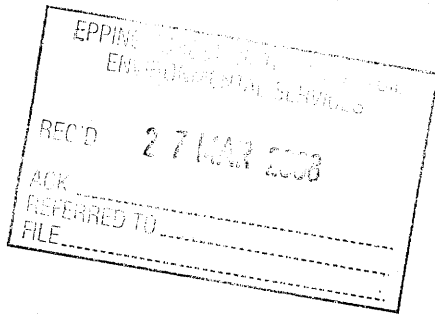 EPPING
ENVIRONMENTAL SERVICES
REC'D 27 MAR 2008
ACK
REFERRED TO
FILE